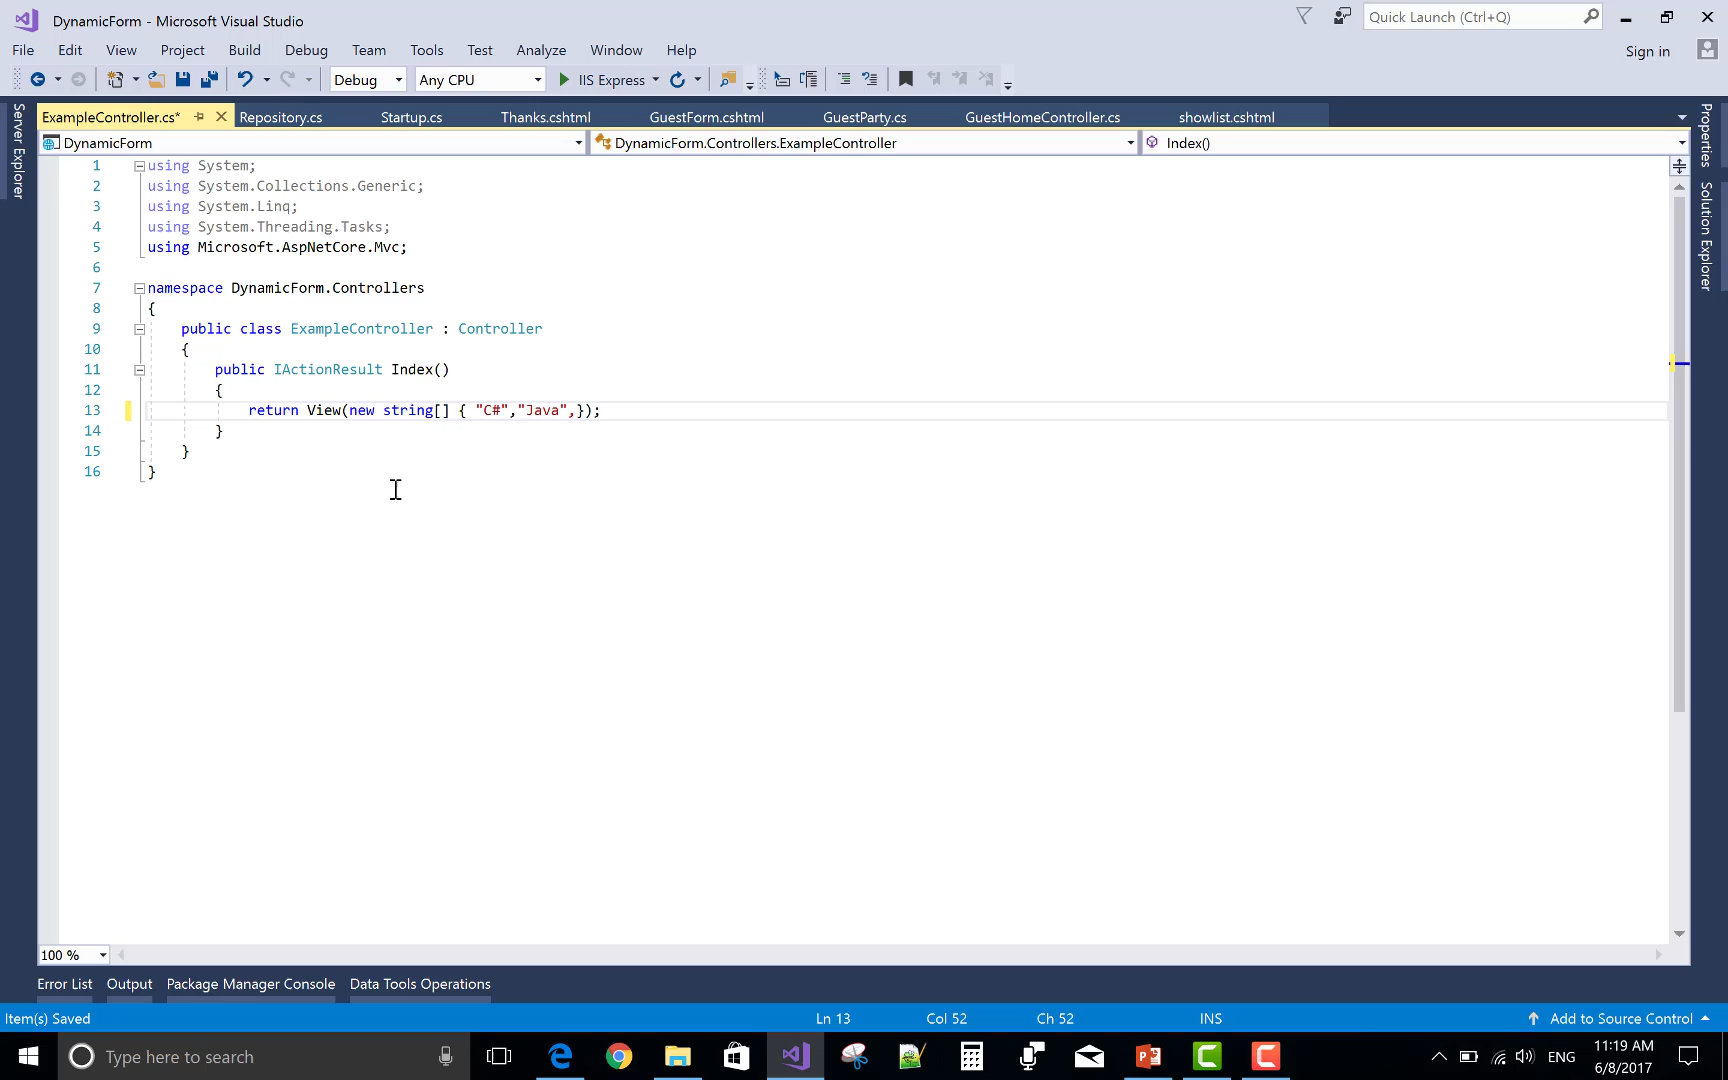 DynamicForm - Microsoft Visual Studio
Quick Launch (Ctrl+Q)
File Edit View Project Build Debug Team Tools Test Analyze Window Help
Sign in
Debug Any CPU IIS Express
Server Explorer
ExampleController.cs* Repository.cs Startup.cs Thanks.cshtml GuestForm.cshtml GuestParty.cs GuestHomeController.cs showlist.cshtml
DynamicForm DynamicForm.Controllers.ExampleController Index()
Properties
Solution Explorer
1 using System;
2 using System.Collections.Generic;
3 using System.Linq;
4 using System.Threading.Tasks;
5 using Microsoft.AspNetCore.Mvc;
6
7 namespace DynamicForm.Controllers
8 {
9 public class ExampleController : Controller
10 {
11 public IActionResult Index()
12 {
13 return View(new string[] { "C#","Java",});
14 }
15 }
16 }
100 %
Error List Output Package Manager Console Data Tools Operations
Item(s) Saved Ln 13 Col 52 Ch 52 INS Add to Source Control
Type here to search
ENG
11:19 AM
6/8/2017